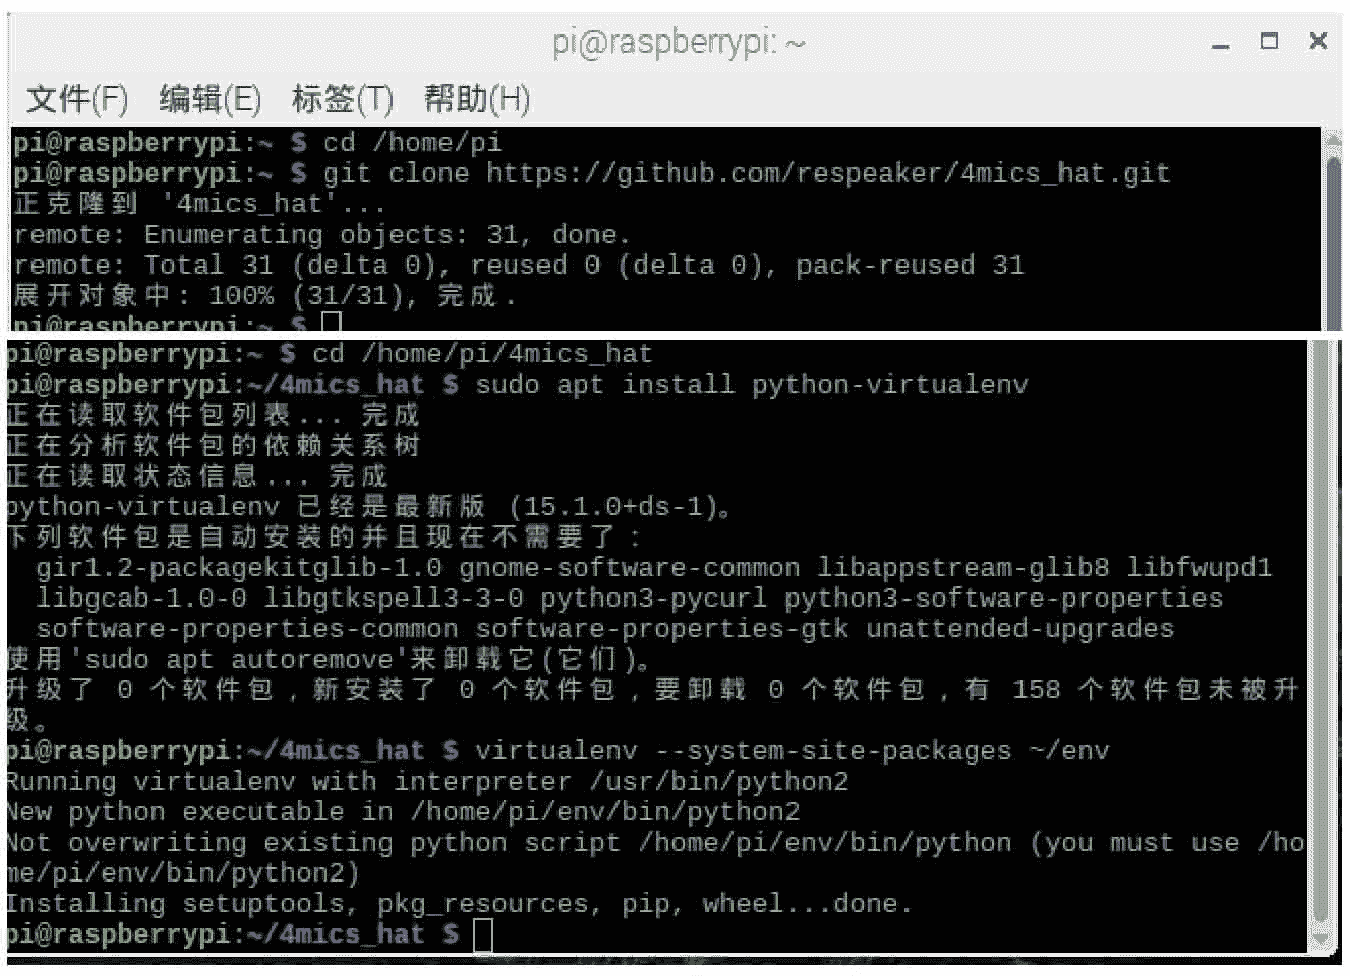 pi@raspberrypi: ~
文件(F) 编辑(E) 标签(T) 帮助(H)
pi@raspberrypi:~ $ cd /home/pi
pi@raspberrypi:~ $ git clone https://github.com/respeaker/4mics_hat.git
正克隆到 '4mics_hat'...
remote: Enumerating objects: 31, done.
remote: Total 31 (delta 0), reused 0 (delta 0), pack-reused 31
展开对象中: 100% (31/31), 完成.
pi@raspberrypi:~ $
pi@raspberrypi:~ $ cd /home/pi/4mics_hat
pi@raspberrypi:~/4mics_hat $ sudo apt install python-virtualenv
正在读取软件包列表... 完成
正在分析软件包的依赖关系树
正在读取状态信息... 完成
python-virtualenv 已经是最新版 (15.1.0+ds-1)。
下列软件包是自动安装的并且现在不需要了：
gir1.2-packagekitglib-1.0 gnome-software-common libappstream-glib8 libfwupd1
libgcab-1.0-0 libgtkspell3-3-0 python3-pycurl python3-software-properties
software-properties-common software-properties-gtk unattended-upgrades
使用'sudo apt autoremove'来卸载它(它们)。
升级了 0 个软件包，新安装了 0 个软件包，要卸载 0 个软件包，有 158 个软件包未被升
级。
pi@raspberrypi:~/4mics_hat $ virtualenv --system-site-packages ~/env
Running virtualenv with interpreter /usr/bin/python2
New python executable in /home/pi/env/bin/python2
Not overwriting existing python script /home/pi/env/bin/python (you must use /ho
me/pi/env/bin/python2)
Installing setuptools, pkg_resources, pip, wheel...done.
pi@raspberrypi:~/4mics_hat $